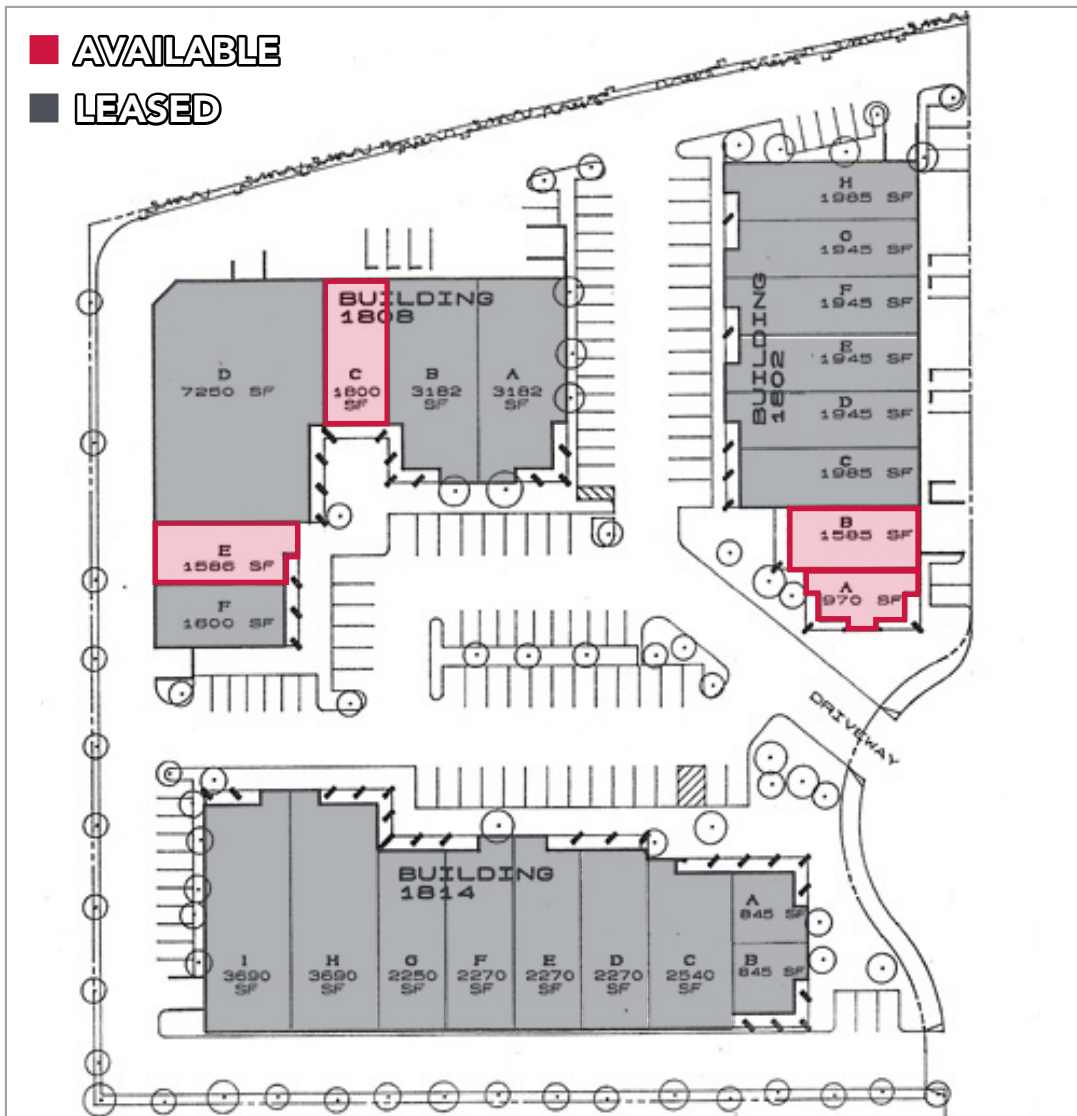 AVAILABLE
LEASED
BUILDING
1808
D
7250 SF
C
1800
SF
B
3182
SF
A
3182
SF
E
1586 SF
F
1600 SF
BUILDING
1802
H
1985 SF
G
1945 SF
F
1945 SF
E
1945 SF
D
1945 SF
C
1985 SF
B
1585 SF
A
970 SF
DRIVEWAY
BUILDING
1814
I
3690
SF
H
3690
SF
G
2250
SF
F
2270
SF
E
2270
SF
D
2270
SF
C
2540
SF
A
845 SF
B
845 SF